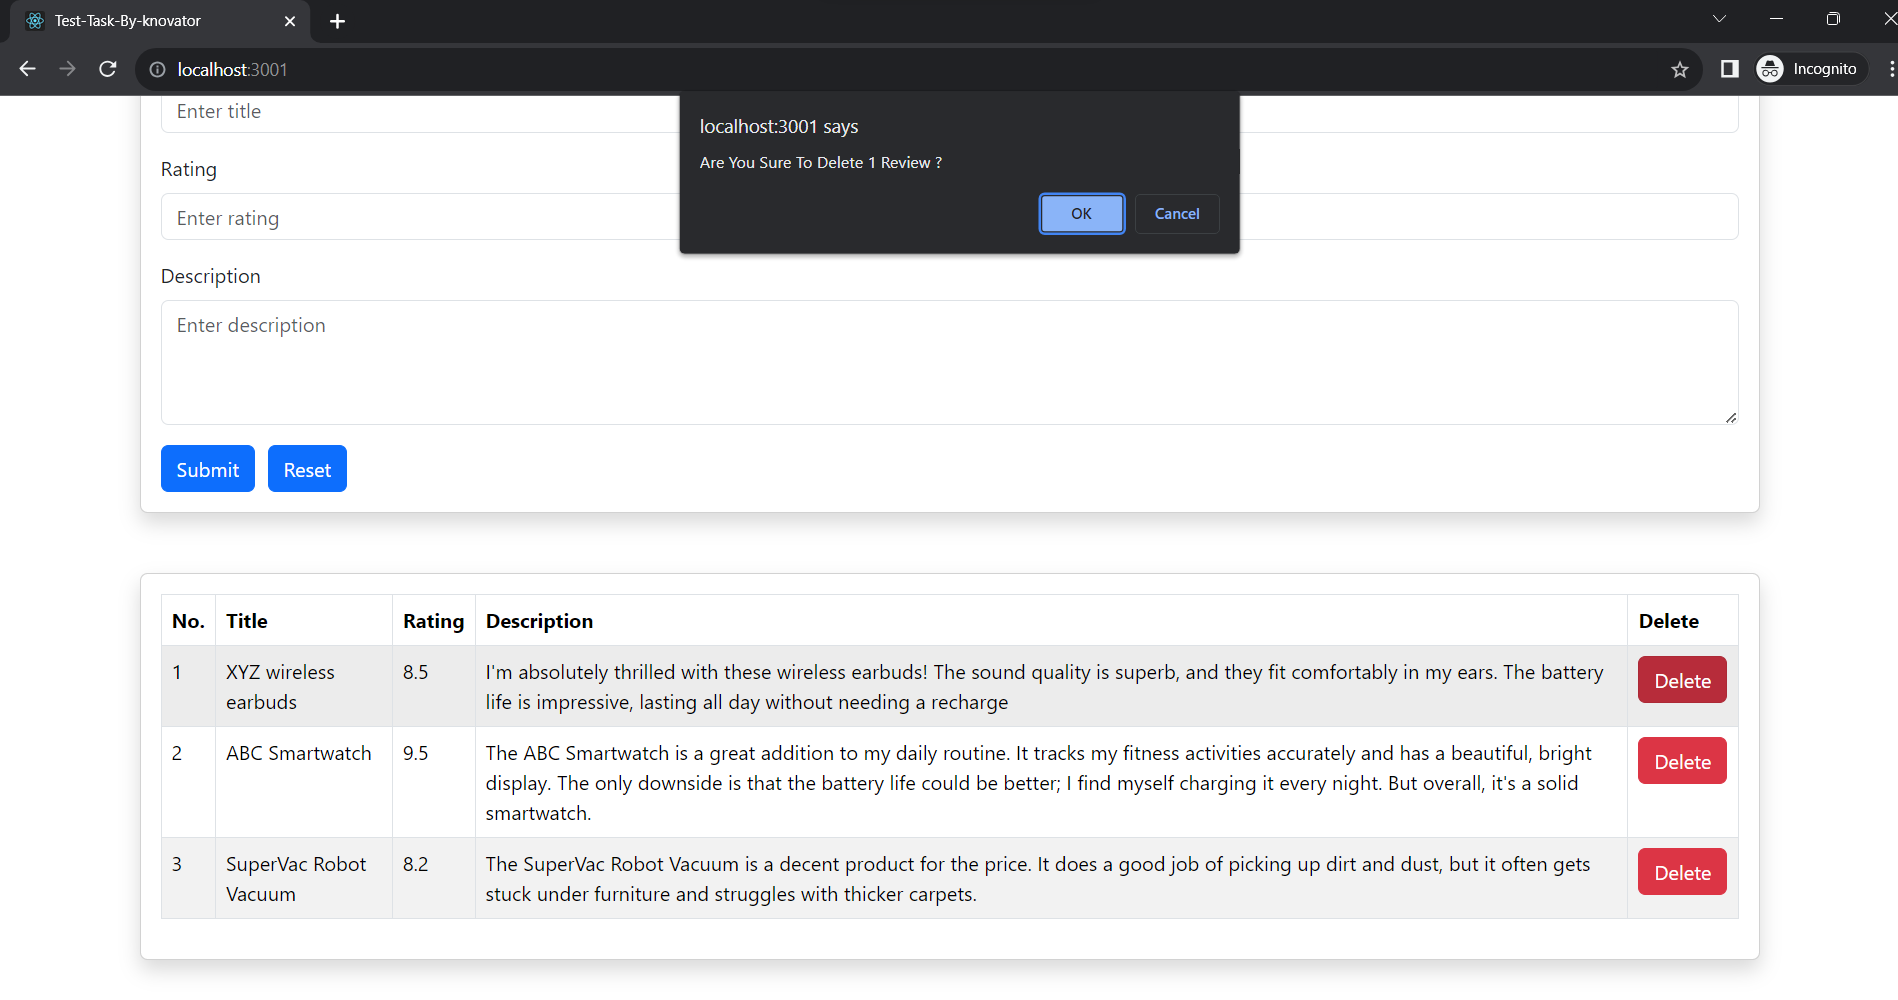 Test-Task-By-knovator
localhost:3001
Incognito
Enter title
localhost:3001 says
Are You Sure To Delete 1 Review ?
OK
Cancel
Rating
Enter rating
Description
Enter description
Submit
Reset
No. Title Rating Description Delete
1 XYZ wireless 8.5 I'm absolutely thrilled with these wireless earbuds! The sound quality is superb, and they fit comfortably in my ears. The battery Delete
earbuds life is impressive, lasting all day without needing a recharge
2 ABC Smartwatch 9.5 The ABC Smartwatch is a great addition to my daily routine. It tracks my fitness activities accurately and has a beautiful, bright Delete
display. The only downside is that the battery life could be better; I find myself charging it every night. But overall, it's a solid
smartwatch.
3 SuperVac Robot 8.2 The SuperVac Robot Vacuum is a decent product for the price. It does a good job of picking up dirt and dust, but it often gets Delete
Vacuum stuck under furniture and struggles with thicker carpets.